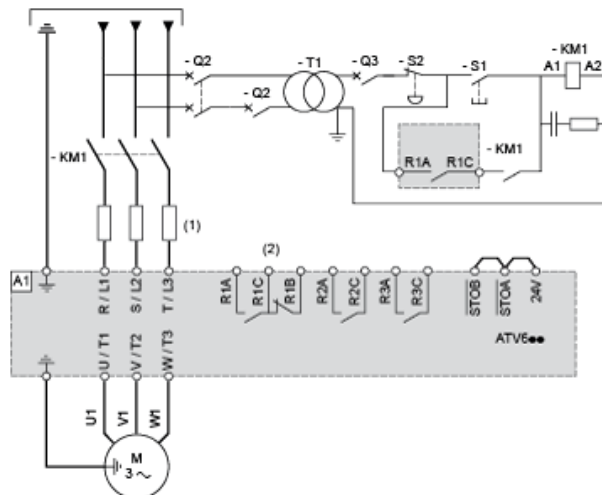 - Q2
- T1
- Q3
- S2
- S1
- KM1
A1
A2
- Q2
- KM1
R1A
R1C
- KM1
(1)
(2)
A1
R / L1
S / L2
T / L3
R1A
R1C
R1B
R2A
R2C
R3A
R3C
STOB
STOA
24V
ATV6●●
U / T1
V / T2
W / T3
U1
V1
W1
M
3 ~